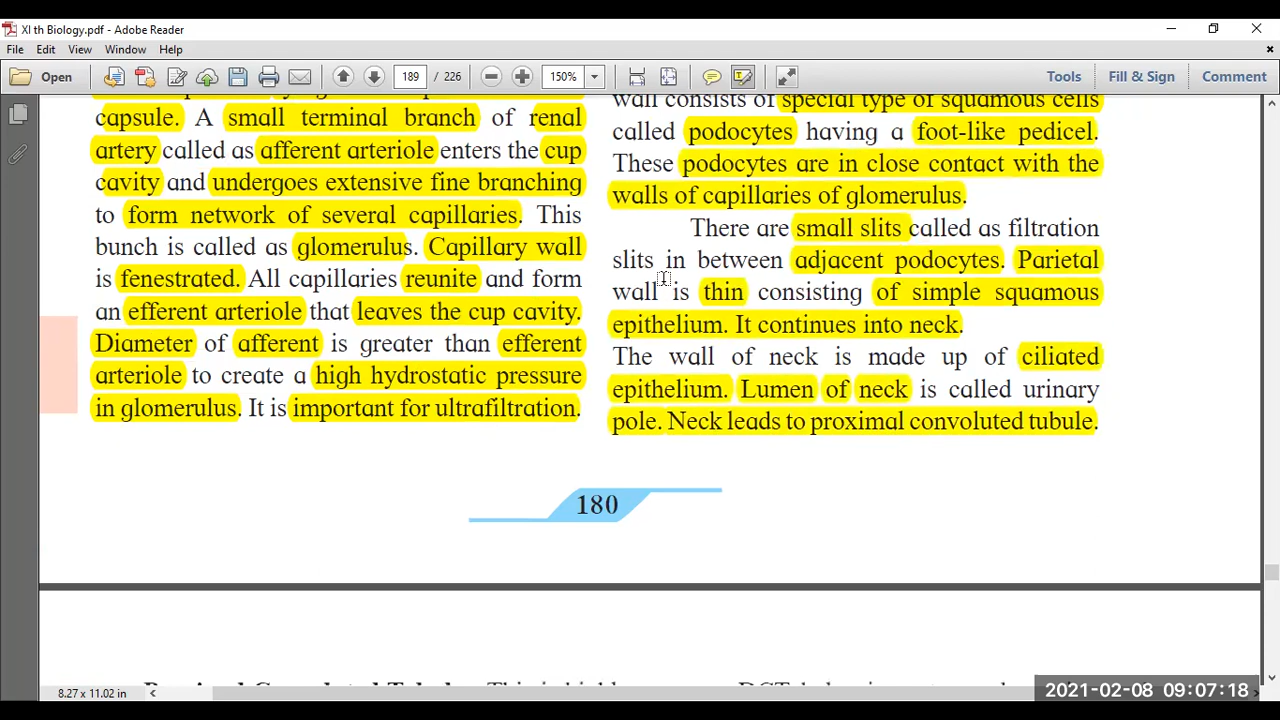 XI th Biology.pdf - Adobe Reader
File Edit View Window Help
Open 189 / 226 150% Tools Fill & Sign Comment
capsule. A small terminal branch of renal
artery called as afferent arteriole enters the cup
cavity and undergoes extensive fine branching
to form network of several capillaries. This
bunch is called as glomerulus. Capillary wall
is fenestrated. All capillaries reunite and form
an efferent arteriole that leaves the cup cavity.
Diameter of afferent is greater than efferent
arteriole to create a high hydrostatic pressure
in glomerulus. It is important for ultrafiltration.
wall consists of special type of squamous cells
called podocytes having a foot-like pedicel.
These podocytes are in close contact with the
walls of capillaries of glomerulus.
There are small slits called as filtration
slits in between adjacent podocytes. Parietal
wall is thin consisting of simple squamous
epithelium. It continues into neck.
The wall of neck is made up of ciliated
epithelium. Lumen of neck is called urinary
pole. Neck leads to proximal convoluted tubule.
180
8.27 x 11.02 in
2021-02-08 09:07:18